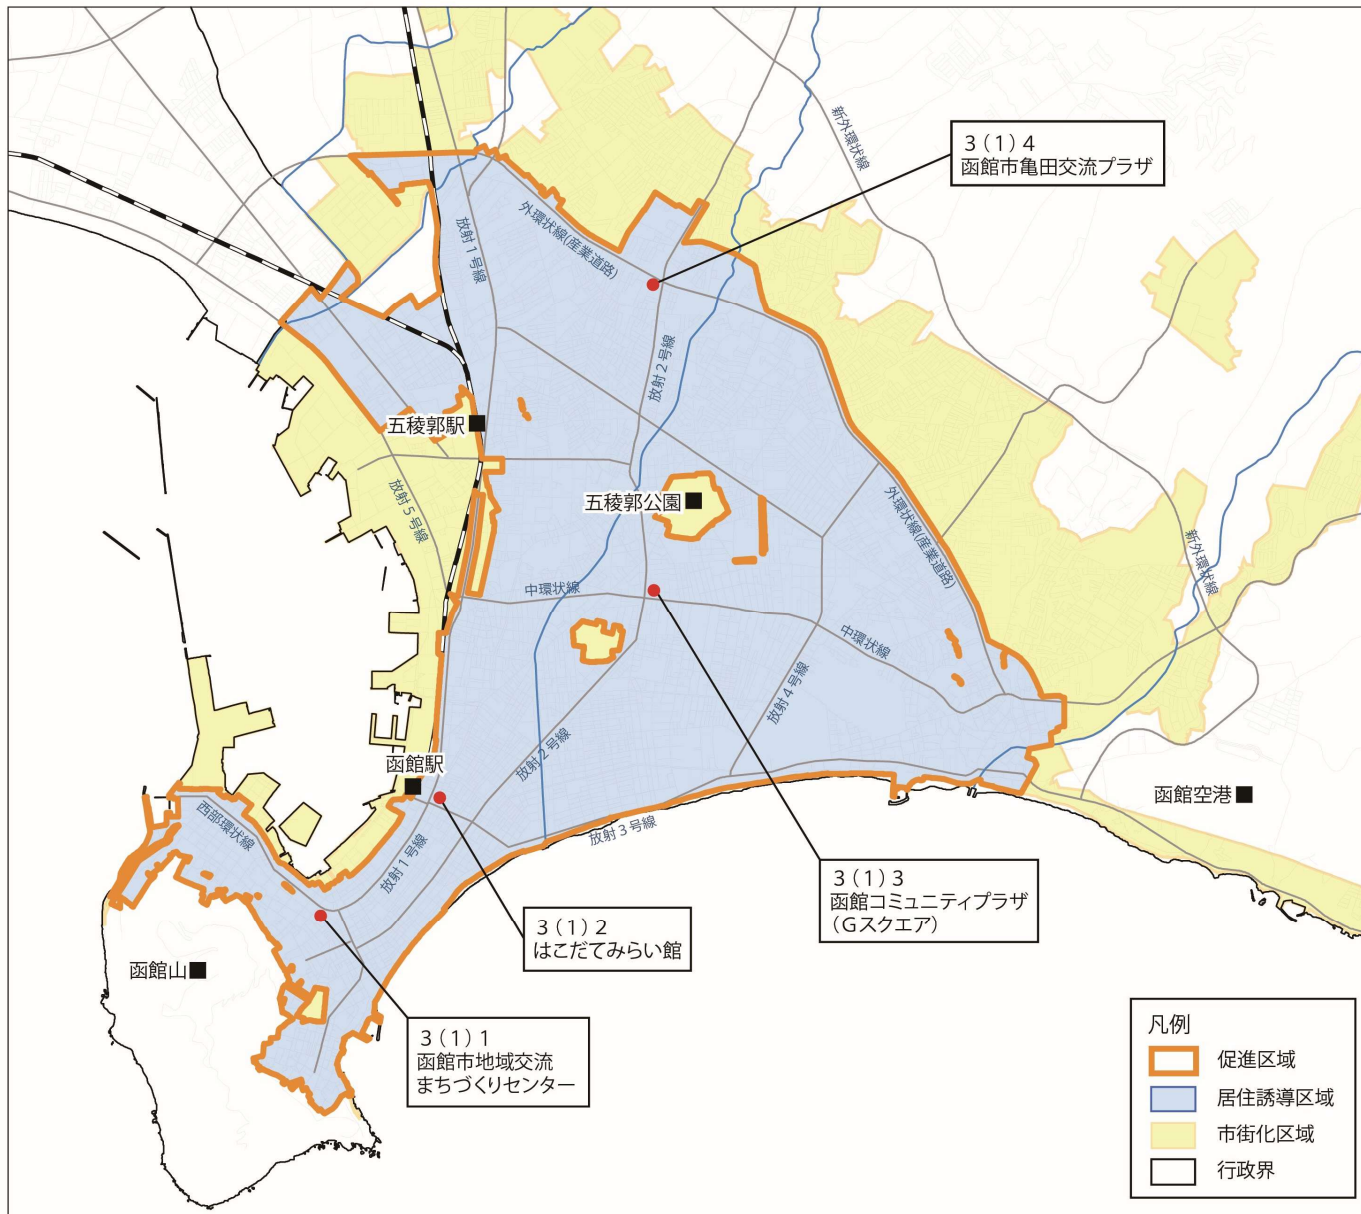 3（1）4
函館市亀田交流プラザ
新外環状線
外環状線(産業道路)
放射1号線
放射2号線
五稜郭駅
放射5号線
五稜郭公園
外環状線(産業道路)
新外環状線
中環状線
中環状線
放射4号線
放射2号線
函館駅
函館空港
西部環状線
放射3号線
放射1号線
3（1）3
函館コミュニティプラザ
（Gスクエア）
3（1）2
はこだてみらい館
函館山
3（1）1
函館市地域交流
まちづくりセンター
凡例
促進区域
居住誘導区域
市街化区域
行政界